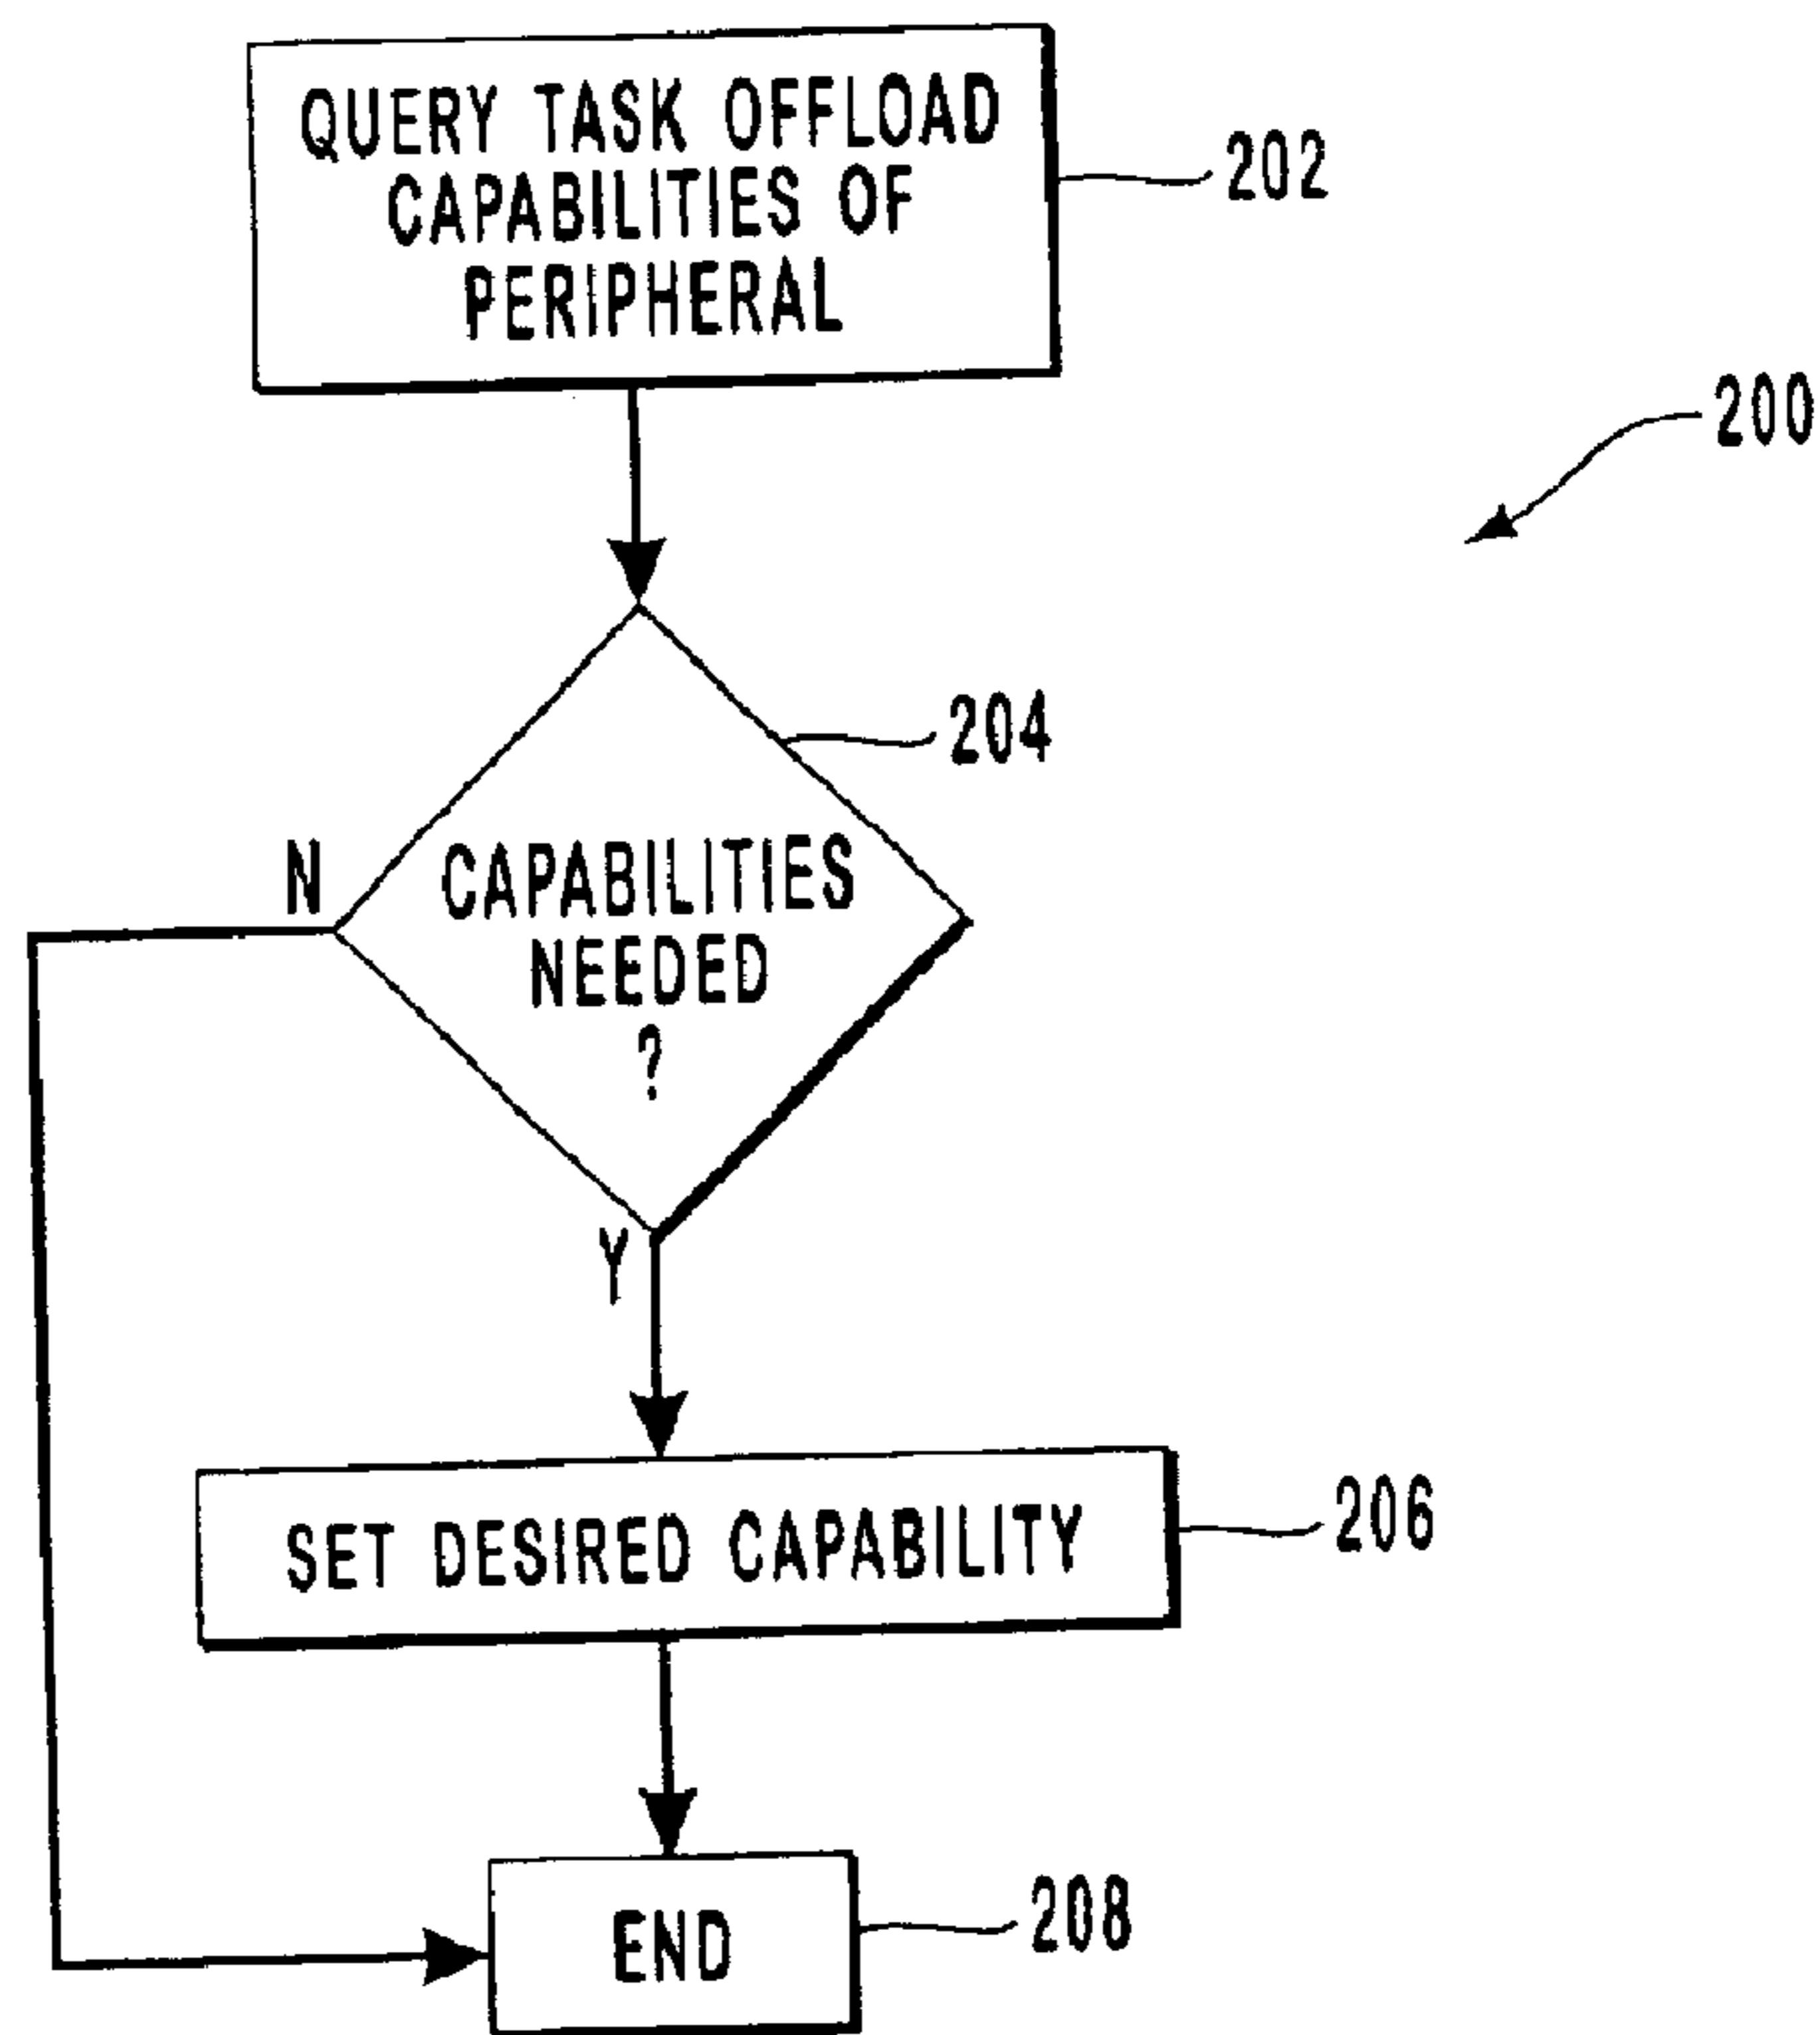 QUERY TASK OFFLOAD
CAPABILITIES OF
PERIPHERAL
202
200
204
N
CAPABILITIES
NEEDED
?
Y
SET DESIRED CAPABILITY
206
END
208